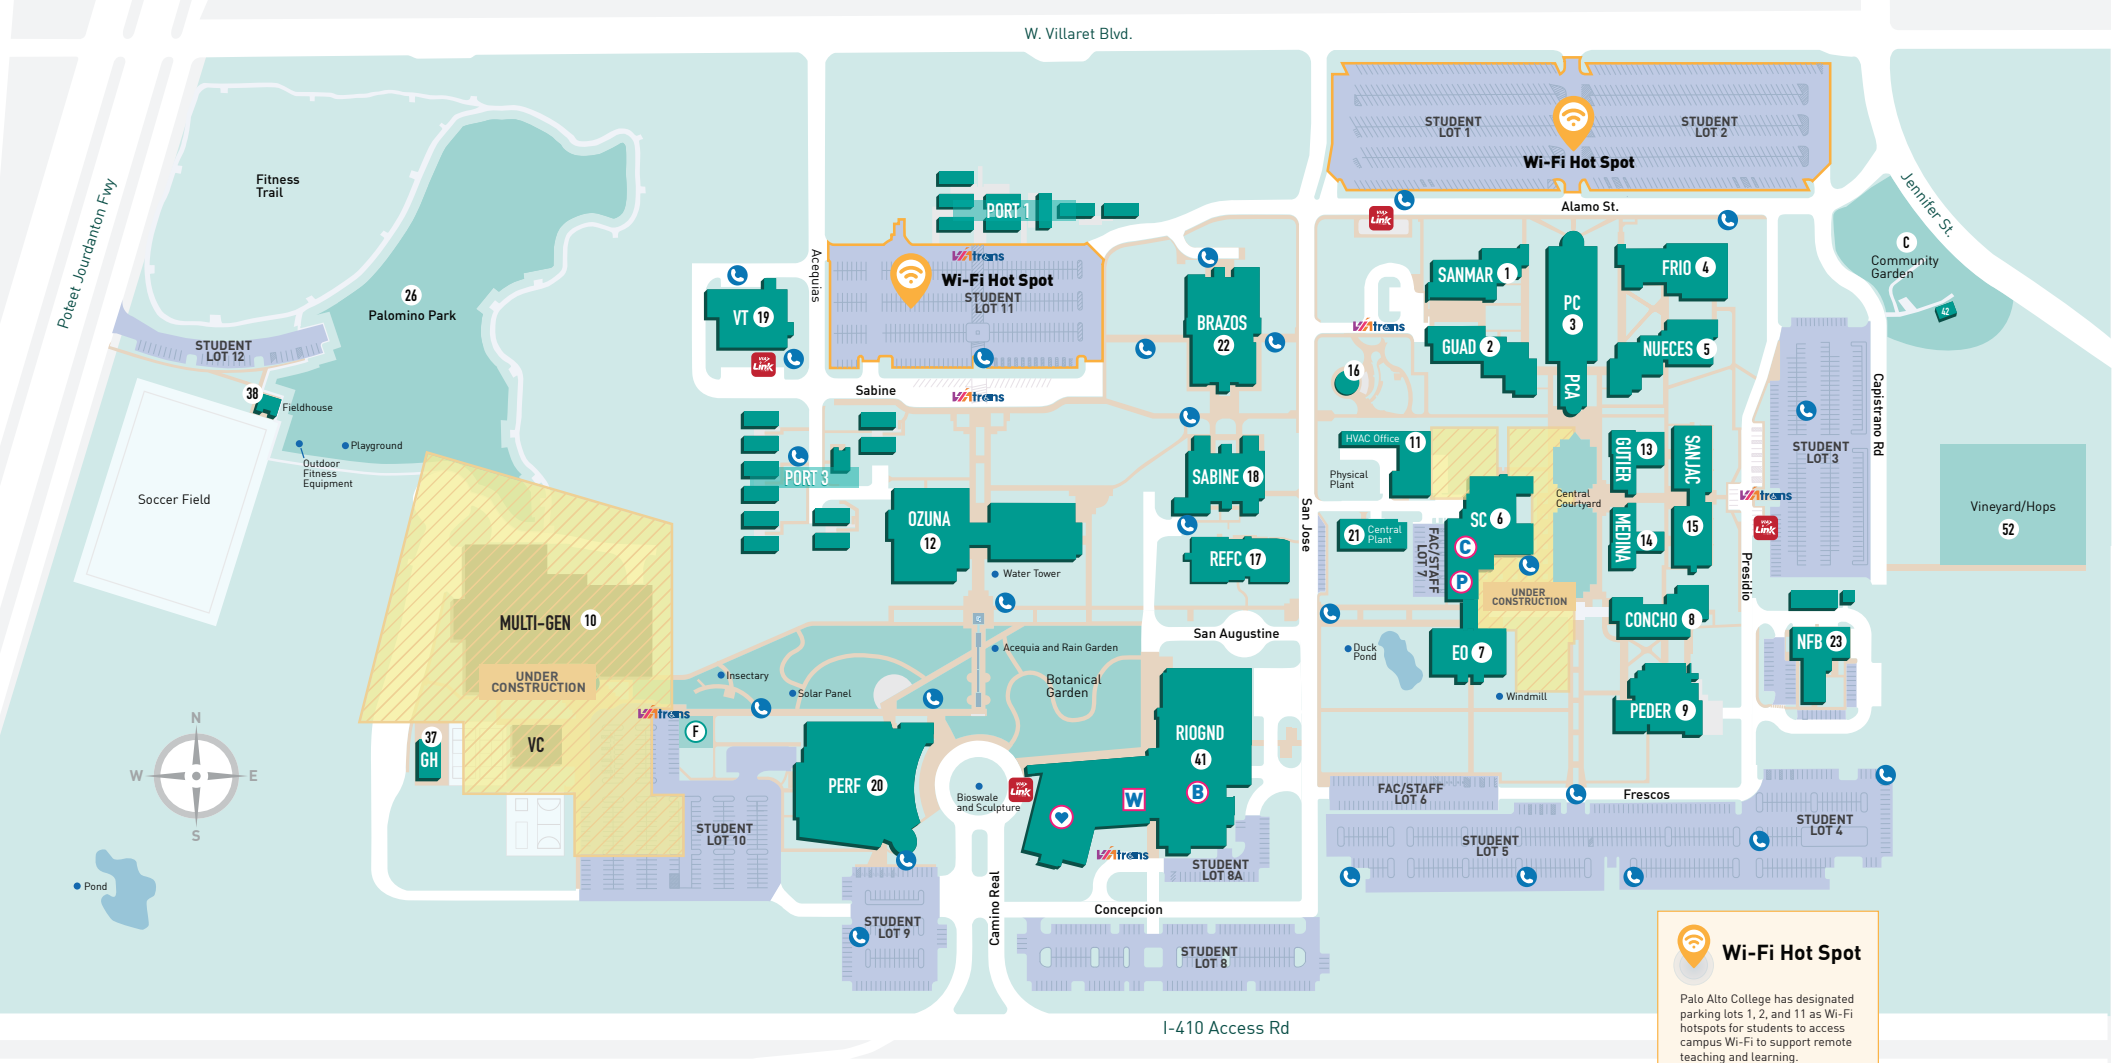 W. Villaret Blvd.
Poteet Jourdanton Fwy
Fitness
Trail
26
Palomino Park
STUDENT
LOT 12
38
Fieldhouse
Playground
Outdoor
Fitness
Equipment
Soccer Field
Acequias
PORT 1
VIAtrans
Wi-Fi Hot Spot
STUDENT
LOT 11
VT 19
VIA
Link
Sabine
VIAtrans
PORT 3
OZUNA
12
Water Tower
STUDENT
LOT 1
STUDENT
LOT 2
Wi-Fi Hot Spot
Alamo St.
VIA
Link
Jennifer St.
C
Community
Garden
42
BRAZOS
22
SABINE 18
REFC 17
San Jose
SANMAR 1
PC
3
PCA
FRIO 4
VIAtrans
GUAD 2
NUECES 5
16
HVAC Office 11
Physical
Plant
21 Central
Plant
FAC/STAFF
LOT 7
SC 6
C
P
Central
Courtyard
GUTIER 13
SANJAC
15
MEDINA 14
UNDER
CONSTRUCTION
CONCHO 8
EO 7
Duck
Pond
Windmill
PEDER 9
Presidio
VIAtrans
VIA
Link
STUDENT
LOT 3
Capistrano Rd
Vineyard/Hops
52
NFB 23
MULTI-GEN 10
UNDER
CONSTRUCTION
VC
VIAtrans
F
37
GH
N
W
E
S
Pond
Insectary
Solar Panel
Acequia and Rain Garden
Botanical
Garden
San Augustine
PERF 20
Bioswale
and Sculpture
VIA
Link
RIOGND
41
B
W
VIAtrans
STUDENT
LOT 10
STUDENT
LOT 9
Camino Real
Concepcion
STUDENT
LOT 8A
STUDENT
LOT 8
FAC/STAFF
LOT 6
Frescos
STUDENT
LOT 5
STUDENT
LOT 4
I-410 Access Rd
Wi-Fi Hot Spot
Palo Alto College has designated
parking lots 1, 2, and 11 as Wi-Fi
hotspots for students to access
campus Wi-Fi to support remote
teaching and learning.